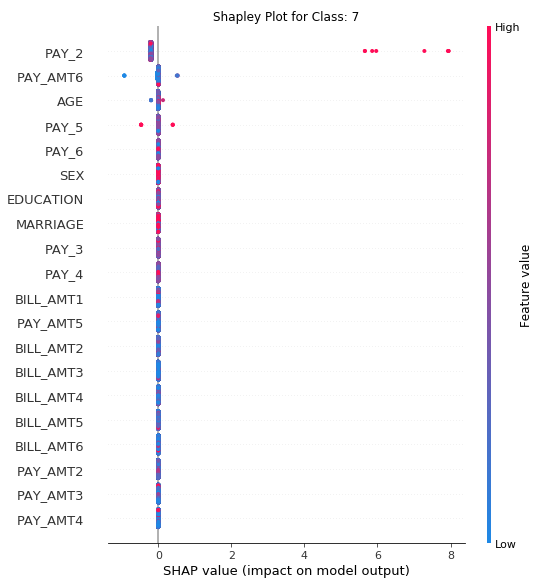 Shapley Plot for Class: 7
High
PAY_2
PAY_AMT6
AGE
PAY_5
PAY_6
SEX
EDUCATION
MARRIAGE
PAY_3
PAY_4
BILL_AMT1
PAY_AMT5
BILL_AMT2
BILL_AMT3
BILL_AMT4
BILL_AMT5
BILL_AMT6
PAY_AMT2
PAY_AMT3
PAY_AMT4
Feature value
Low
0 2 4 6 8
SHAP value (impact on model output)